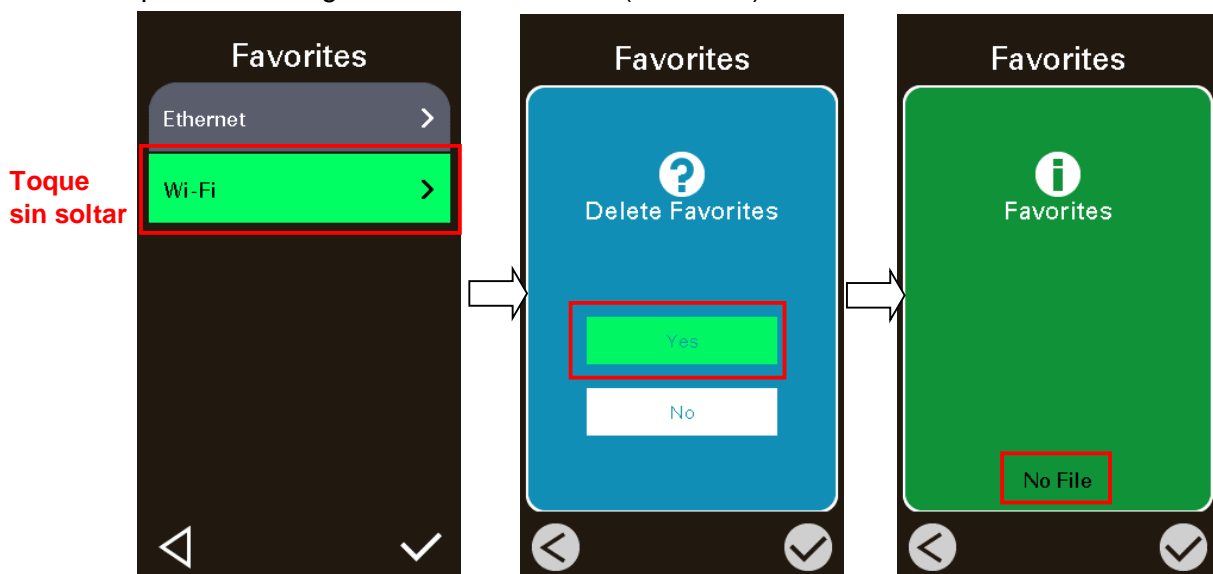 Toque
sin soltar
Favorites
Ethernet
Wi-Fi
Favorites
Delete Favorites
Yes
No
Favorites
Favorites
No File